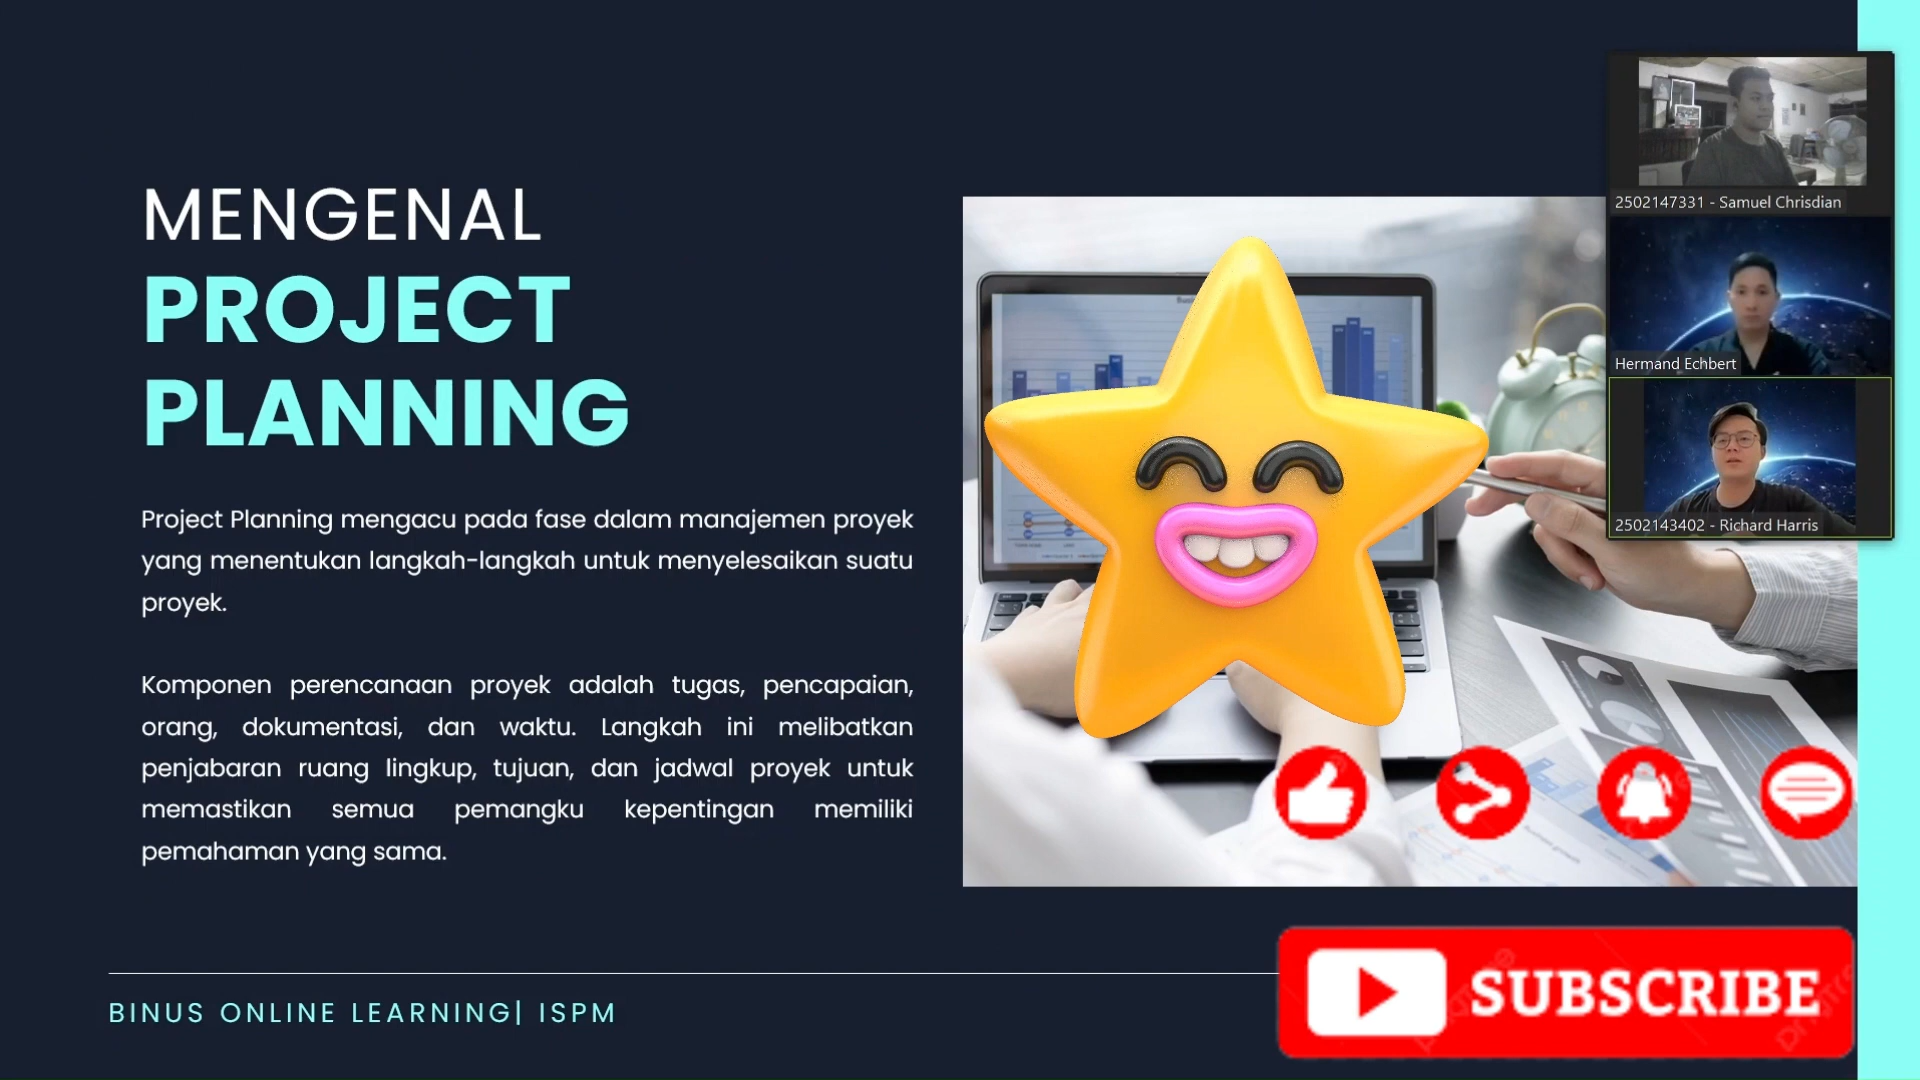 MENGENAL
PROJECT
PLANNING
Project Planning mengacu pada fase dalam manajemen proyek
yang menentukan langkah-langkah untuk menyelesaikan suatu
proyek.
Komponen perencanaan proyek adalah tugas, pencapaian,
orang, dokumentasi, dan waktu. Langkah ini melibatkan
penjabaran ruang lingkup, tujuan, dan jadwal proyek untuk
memastikan semua pemangku kepentingan memiliki
pemahaman yang sama.
2502147331 - Samuel Chrisdian
Hermand Echbert
2502143402 - Richard Harris
BINUS ONLINE LEARNING| ISPM
SUBSCRIBE